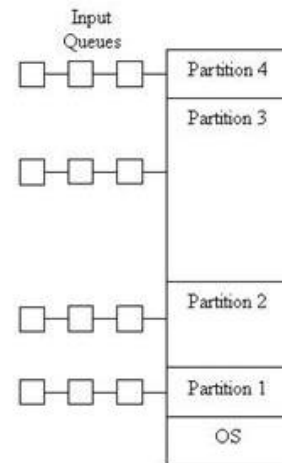 Input
Queues
Partition 4
Partition 3
Partition 2
Partition 1
OS